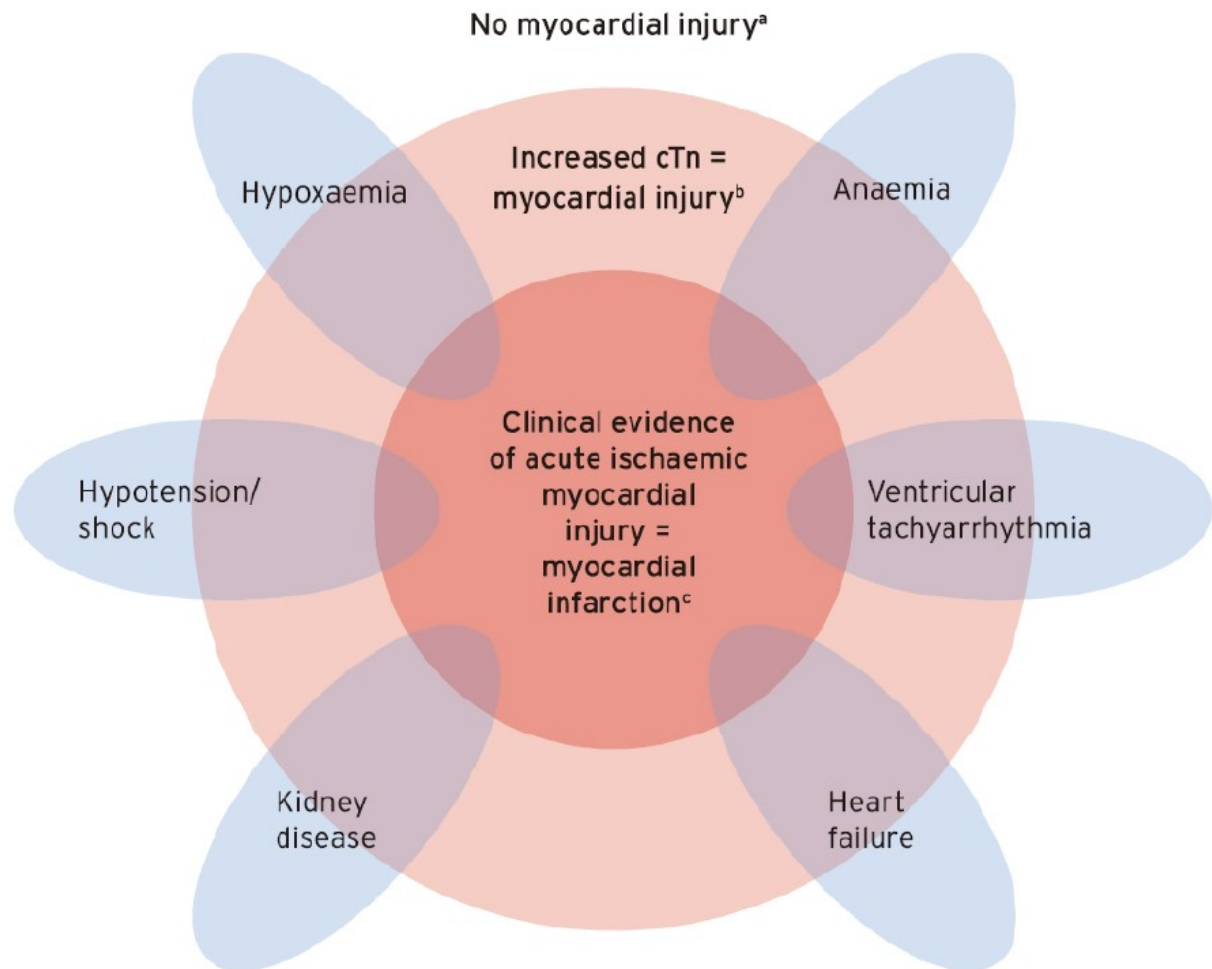 No myocardial injuryᵃ
Increased cTn =
myocardial injuryᵇ
Hypoxaemia
Anaemia
Clinical evidence
of acute ischaemic
myocardial
injury =
myocardial
infarctionᶜ
Hypotension/
shock
Ventricular
tachyarrhythmia
Kidney
disease
Heart
failure